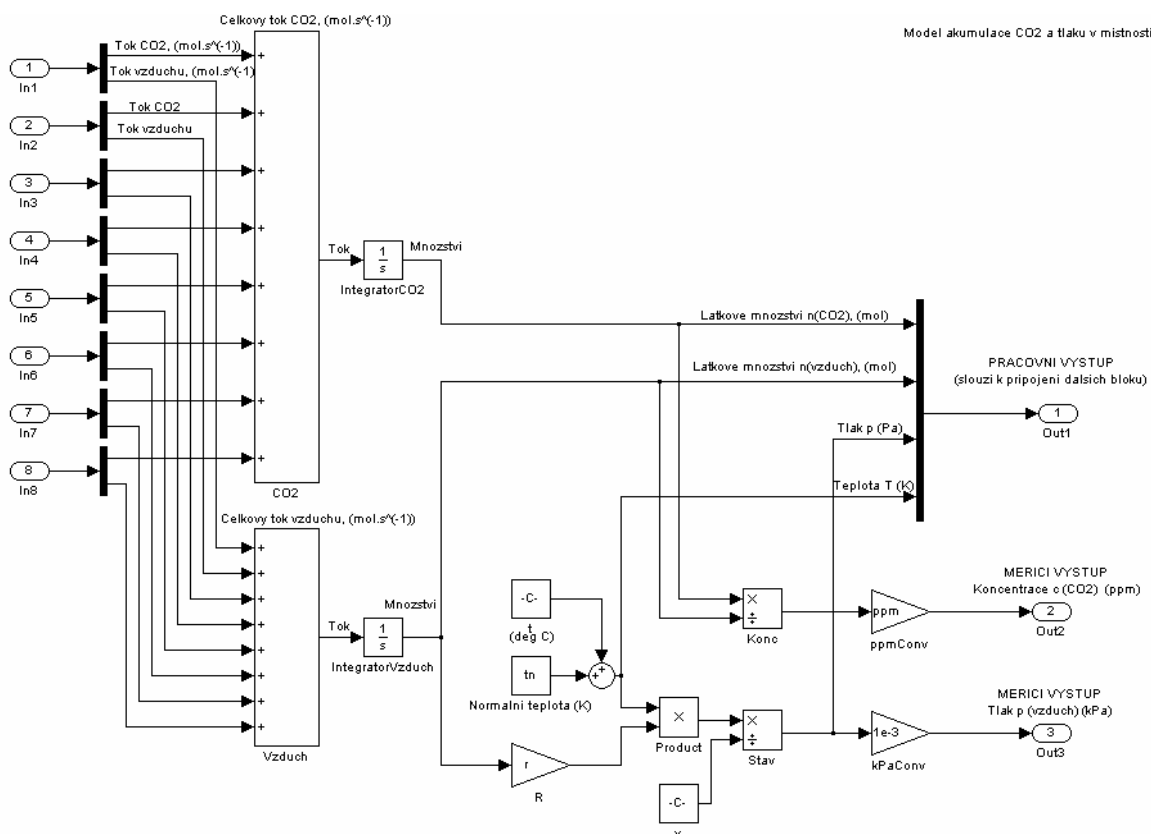 Celkovy tok CO2, (mol.s^(-1))
Model akumulace CO2 a tlaku v mistnosti
Tok CO2, (mol.s^(-1))
Tok vzduchu, (mol.s^(-1)
1
In1
Tok CO2
Tok vzduchu
2
In2
3
In3
4
In4
5
In5
6
In6
7
In7
8
In8
+
+
+
+
+
+
+
+
CO2
Tok
1
s
IntegratorCO2
Mnozstvi
Latkove mnozstvi n(CO2), (mol)
Latkove mnozstvi n(vzduch), (mol)
Tlak p (Pa)
Teplota T (K)
PRACOVNI VYSTUP
(slouzi k pripojeni dalsich bloku)
1
Out1
Celkovy tok vzduchu, (mol.s^(-1))
+
+
+
+
+
+
+
+
Vzduch
Tok
1
s
IntegratorVzduch
Mnozstvi
-C-
t
(deg C)
tn
Normalni teplota (K)
+
+
×
÷
Konc
ppm
ppmConv
MERICI VYSTUP
Koncentrace c(CO2) (ppm)
2
Out2
×
Product
×
÷
Stav
1e-3
kPaConv
MERICI VYSTUP
Tlak p (vzduch) (kPa)
3
Out3
r
R
-C-